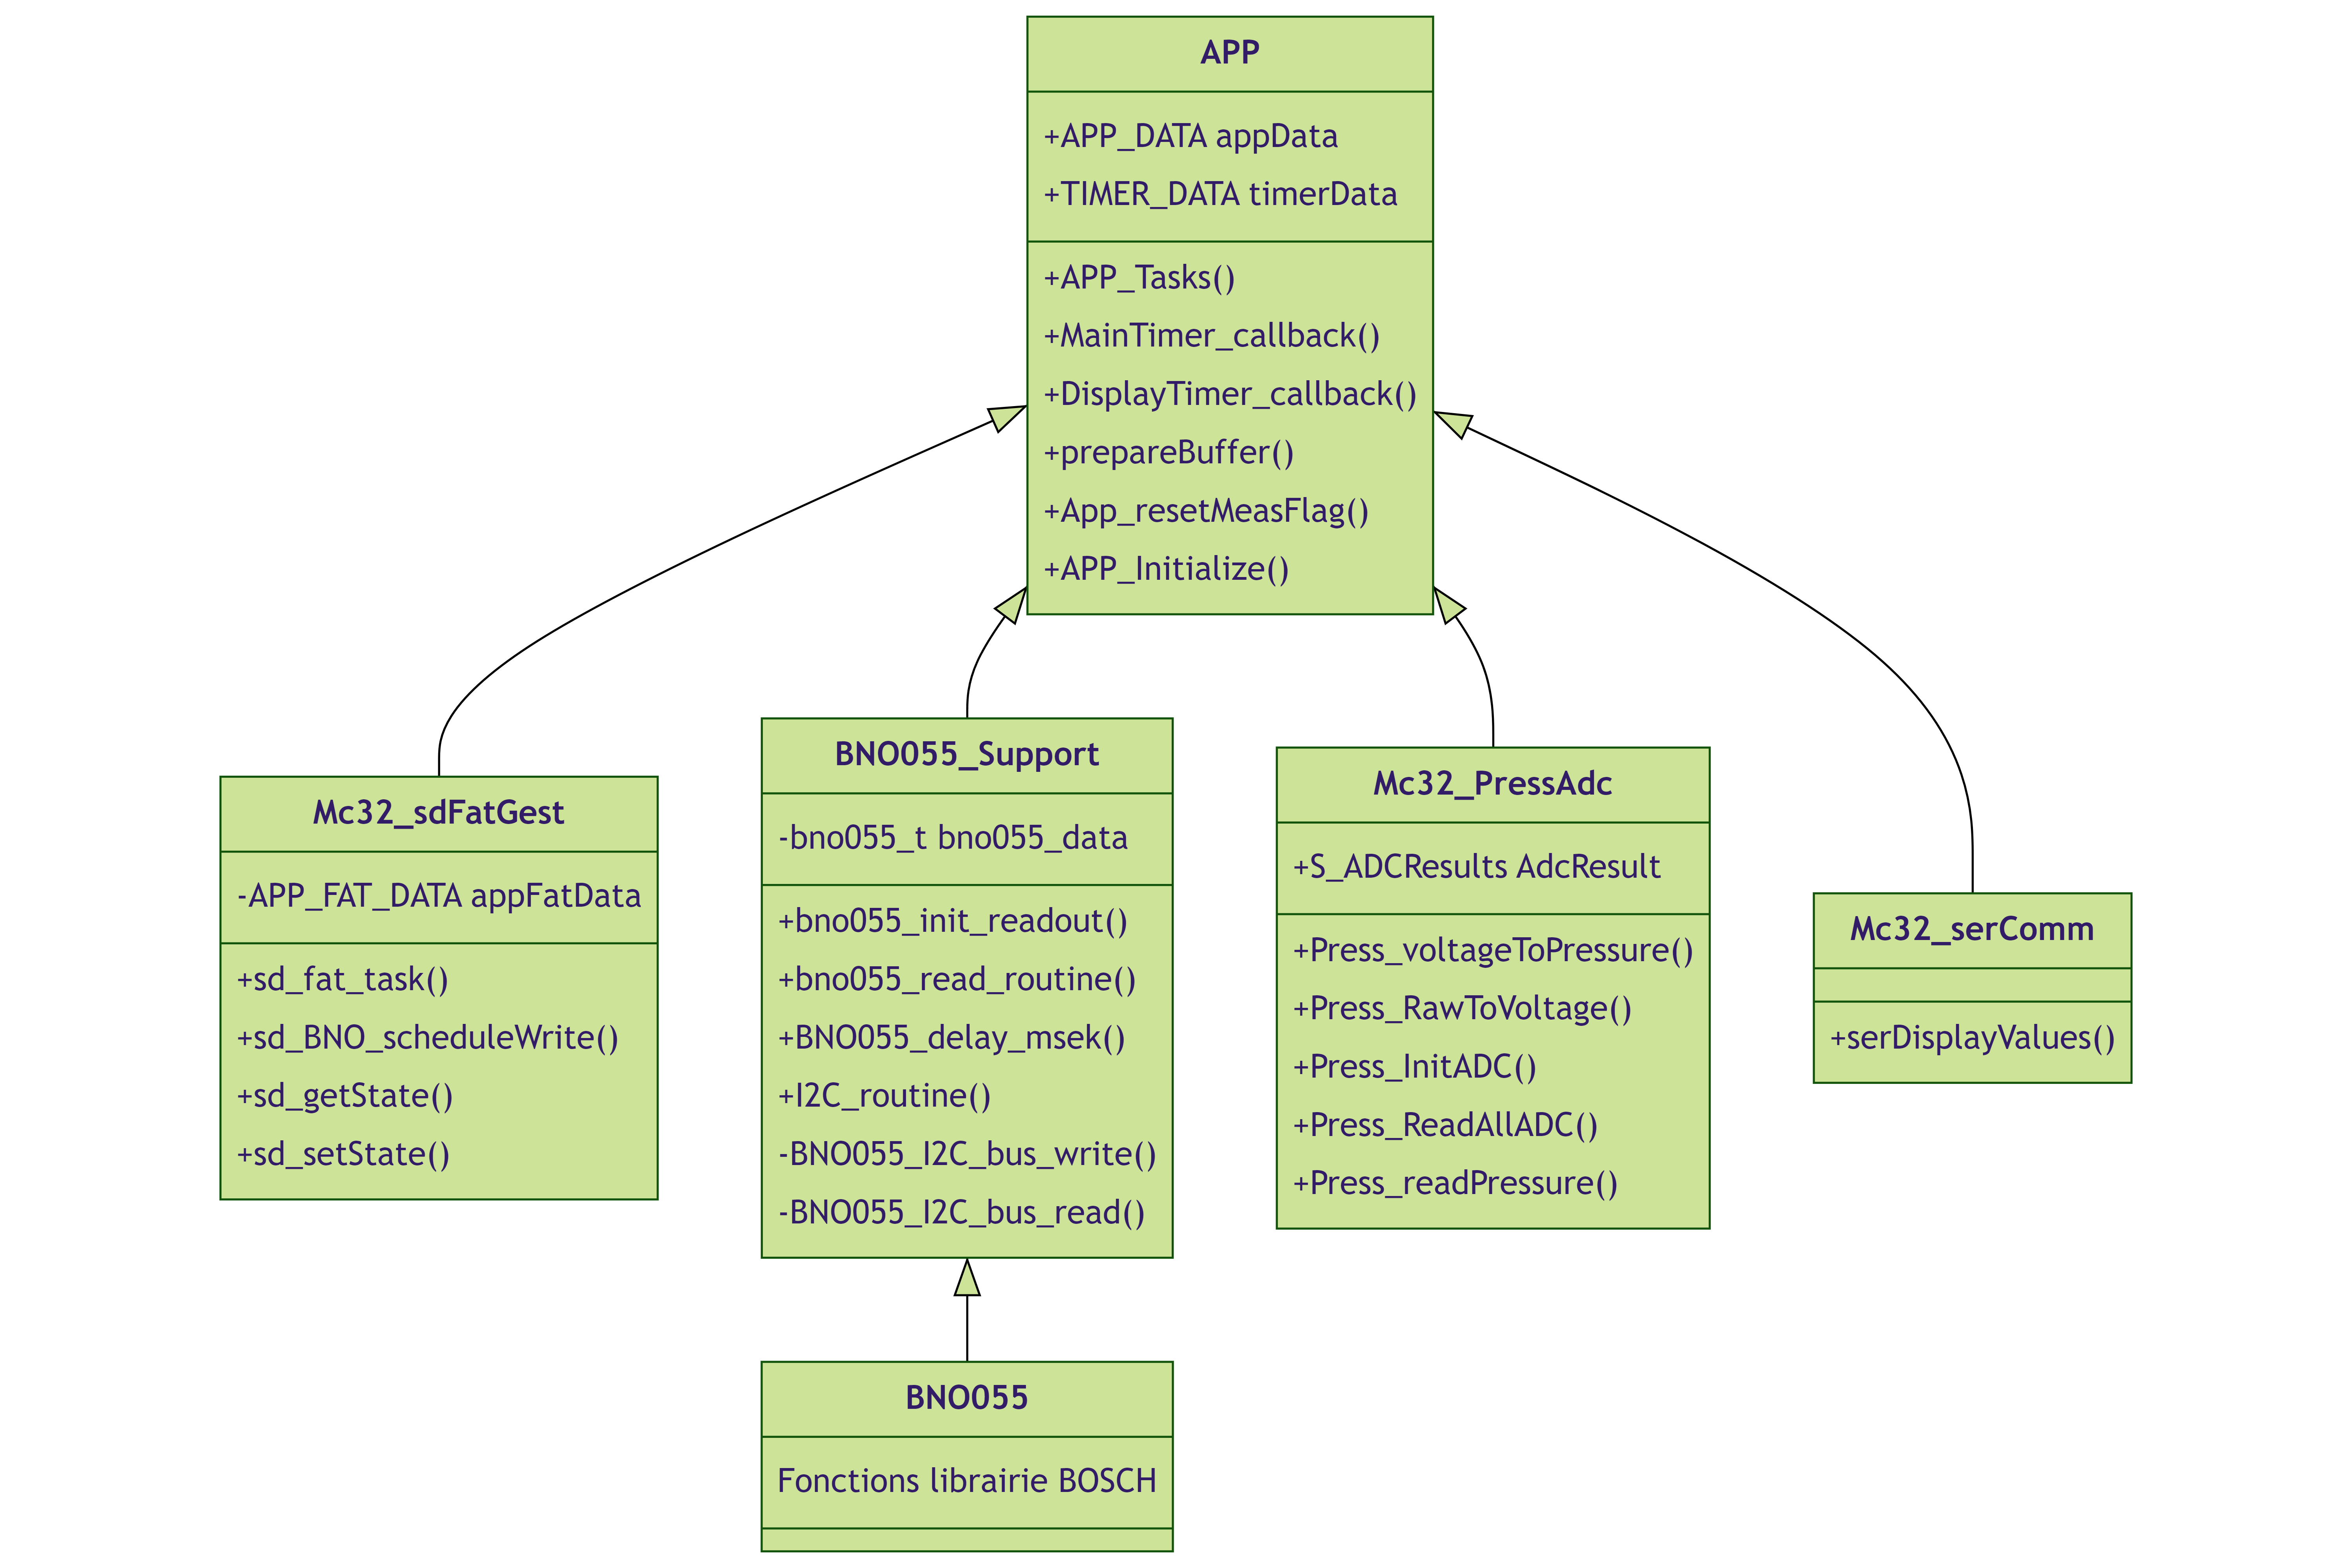 APP
+APP_DATA appData
+TIMER_DATA timerData
+APP_Tasks()
+MainTimer_callback()
+DisplayTimer_callback()
+prepareBuffer()
+App_resetMeasFlag()
+APP_Initialize()
Mc32_sdFatGest
-APP_FAT_DATA appFatData
+sd_fat_task()
+sd_BNO_scheduleWrite()
+sd_getState()
+sd_setState()
BNO055_Support
-bno055_t bno055_data
+bno055_init_readout()
+bno055_read_routine()
+BNO055_delay_msek()
+I2C_routine()
-BNO055_I2C_bus_write()
-BNO055_I2C_bus_read()
Mc32_PressAdc
+S_ADCResults AdcResult
+Press_voltageToPressure()
+Press_RawToVoltage()
+Press_InitADC()
+Press_ReadAllADC()
+Press_readPressure()
Mc32_serComm
+serDisplayValues()
BNO055
Fonctions librairie BOSCH